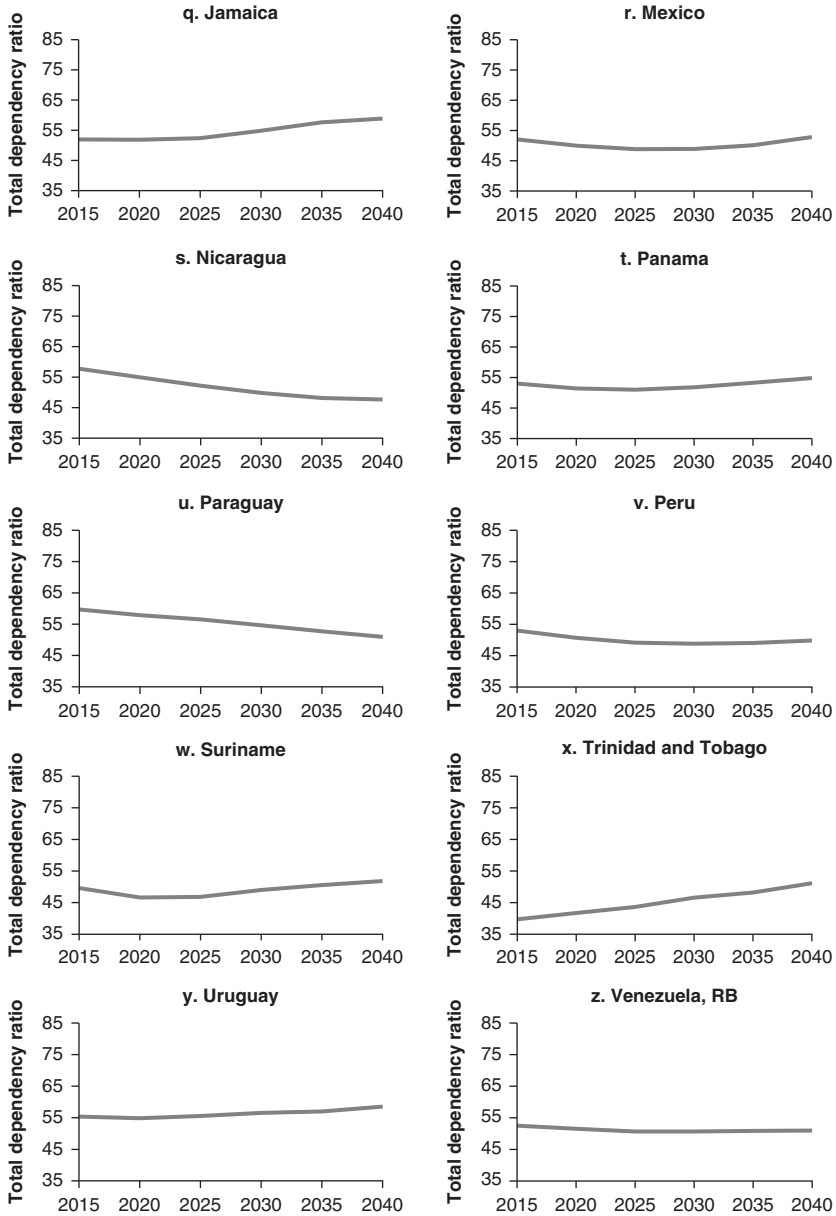 q. Jamaica
Total dependency ratio
85
75
65
55
45
35
2015 2020 2025 2030 2035 2040
r. Mexico
Total dependency ratio
85
75
65
55
45
35
2015 2020 2025 2030 2035 2040
s. Nicaragua
Total dependency ratio
85
75
65
55
45
35
2015 2020 2025 2030 2035 2040
t. Panama
Total dependency ratio
85
75
65
55
45
35
2015 2020 2025 2030 2035 2040
u. Paraguay
Total dependency ratio
85
75
65
55
45
35
2015 2020 2025 2030 2035 2040
v. Peru
Total dependency ratio
85
75
65
55
45
35
2015 2020 2025 2030 2035 2040
w. Suriname
Total dependency ratio
85
75
65
55
45
35
2015 2020 2025 2030 2035 2040
x. Trinidad and Tobago
Total dependency ratio
85
75
65
55
45
35
2015 2020 2025 2030 2035 2040
y. Uruguay
Total dependency ratio
85
75
65
55
45
35
2015 2020 2025 2030 2035 2040
z. Venezuela, RB
Total dependency ratio
85
75
65
55
45
35
2015 2020 2025 2030 2035 2040